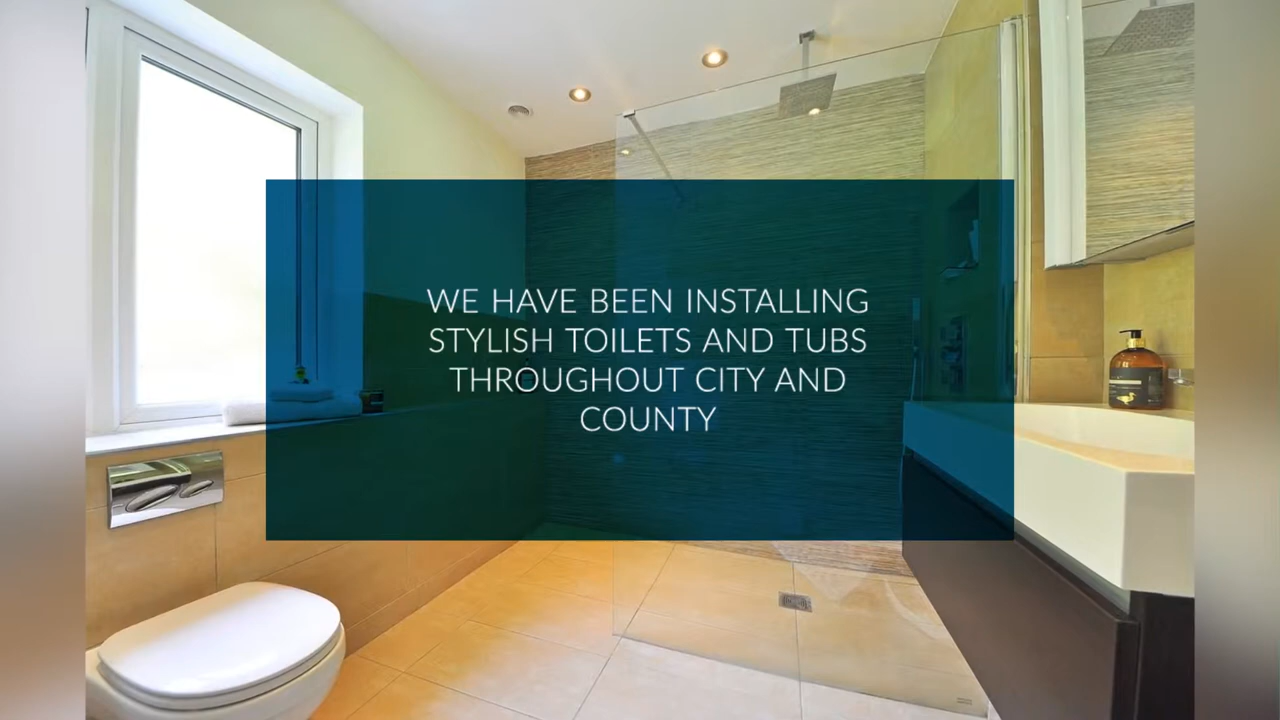 WE HAVE BEEN INSTALLING
STYLISH TOILETS AND TUBS
THROUGHOUT CITY AND
COUNTY